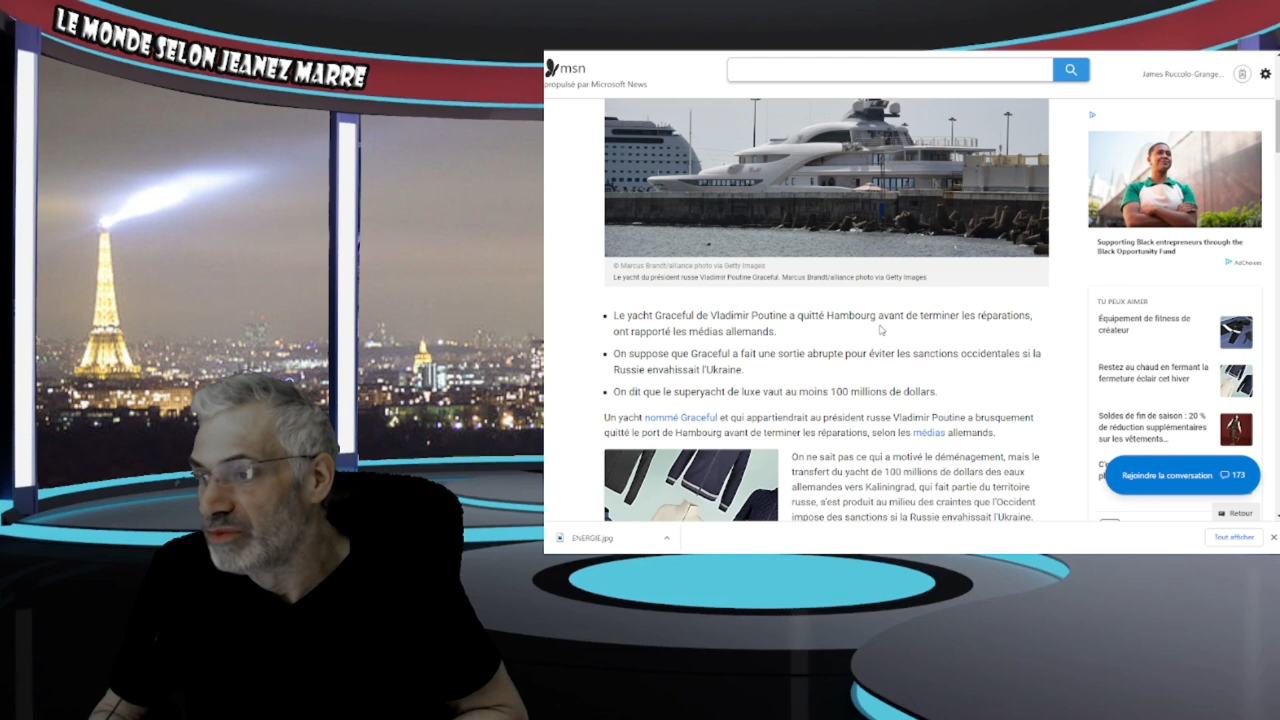 LE MONDE SELON JEANEZ MARRE
msn
propulsé par Microsoft News
James Ruccolo-Grange...
© Marcus Brandt/alliance photo via Getty Images
Le yacht du président russe Vladimir Poutine Graceful. Marcus Brandt/alliance photo via Getty Images
• Le yacht Graceful de Vladimir Poutine a quitté Hambourg avant de terminer les réparations,
ont rapporté les médias allemands.
• On suppose que Graceful a fait une sortie abrupte pour éviter les sanctions occidentales si la
Russie envahissait l'Ukraine.
• On dit que le superyacht de luxe vaut au moins 100 millions de dollars.
Un yacht nommé Graceful et qui appartiendrait au président russe Vladimir Poutine a brusquement
quitté le port de Hambourg avant de terminer les réparations, selon les médias allemands.
On ne sait pas ce qui a motivé le déménagement, mais le
transfert du yacht de 100 millions de dollars des eaux
allemandes vers Kaliningrad, qui fait partie du territoire
russe, s'est produit au milieu des craintes que l'Occident
impose des sanctions si la Russie envahissait l'Ukraine.
Supporting Black entrepreneurs through the
Black Opportunity Fund
AdChoices
TU PEUX AIMER
Équipement de fitness de
créateur
Restez au chaud en fermant la
fermeture éclair cet hiver
Soldes de fin de saison : 20 %
de réduction supplémentaires
sur les vêtements...
Rejoindre la conversation 173
Retour
ENERGIE.jpg
Tout afficher